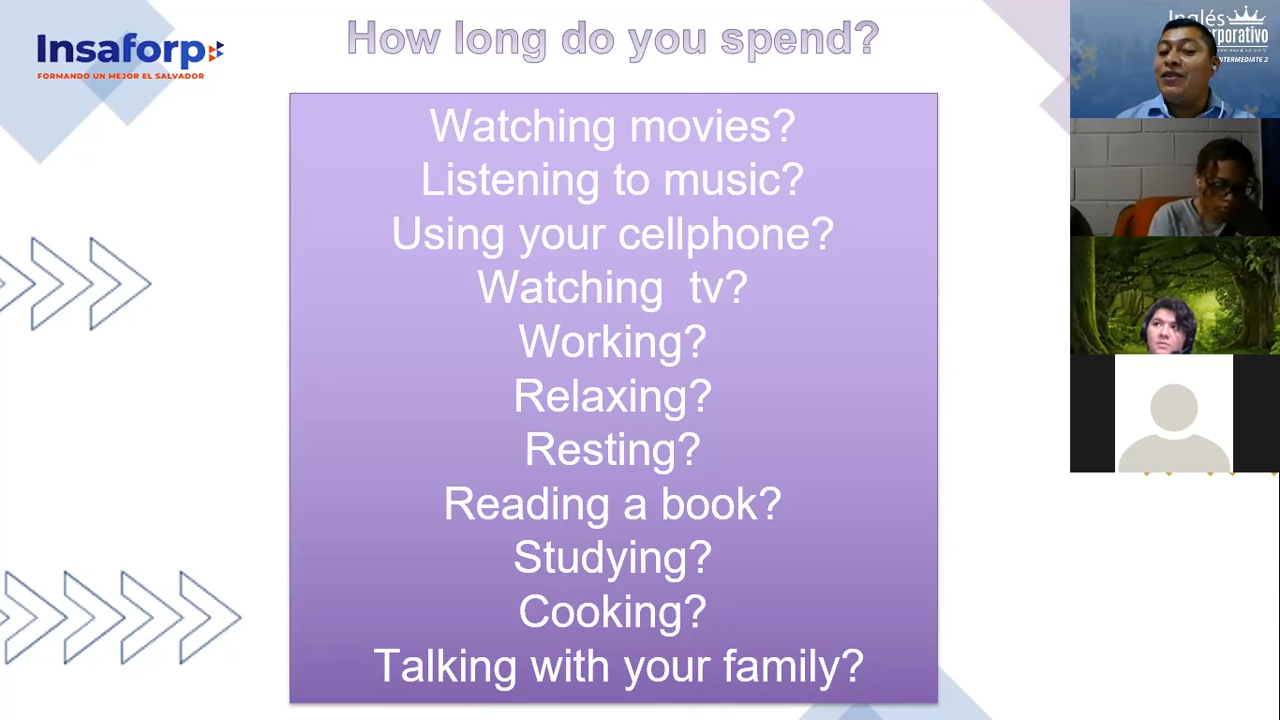 Insaforp
FORMANDO UN MEJOR EL SALVADOR
How long do you spend?
Watching movies?
Listening to music?
Using your cellphone?
Watching  tv?
Working?
Relaxing?
Resting?
Reading a book?
Studying?
Cooking?
Talking with your family?
Inglés
INTERMEDIATE 2